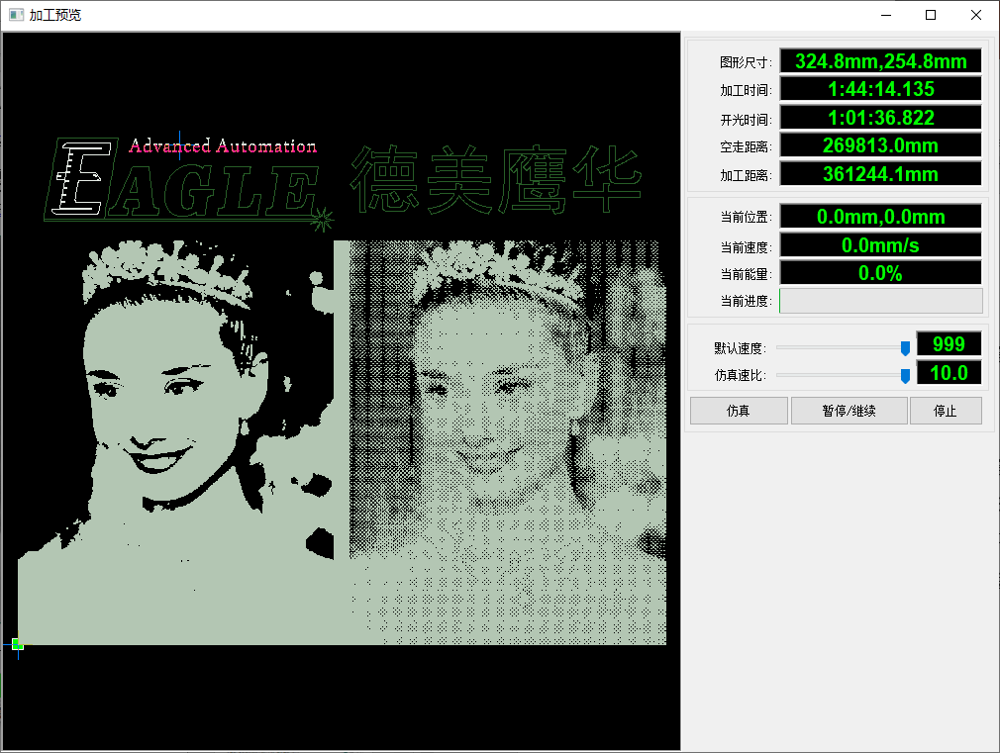 加工预览
Advanced Automation
EAGLE
德美鹰华
图形尺寸: 324.8mm,254.8mm
加工时间: 1:44:14.135
开光时间: 1:01:36.822
空走距离: 269813.0mm
加工距离: 361244.1mm
当前位置: 0.0mm,0.0mm
当前速度: 0.0mm/s
当前能量: 0.0%
当前进度:
默认速度: 999
仿真速比: 10.0
仿真 暂停/继续 停止